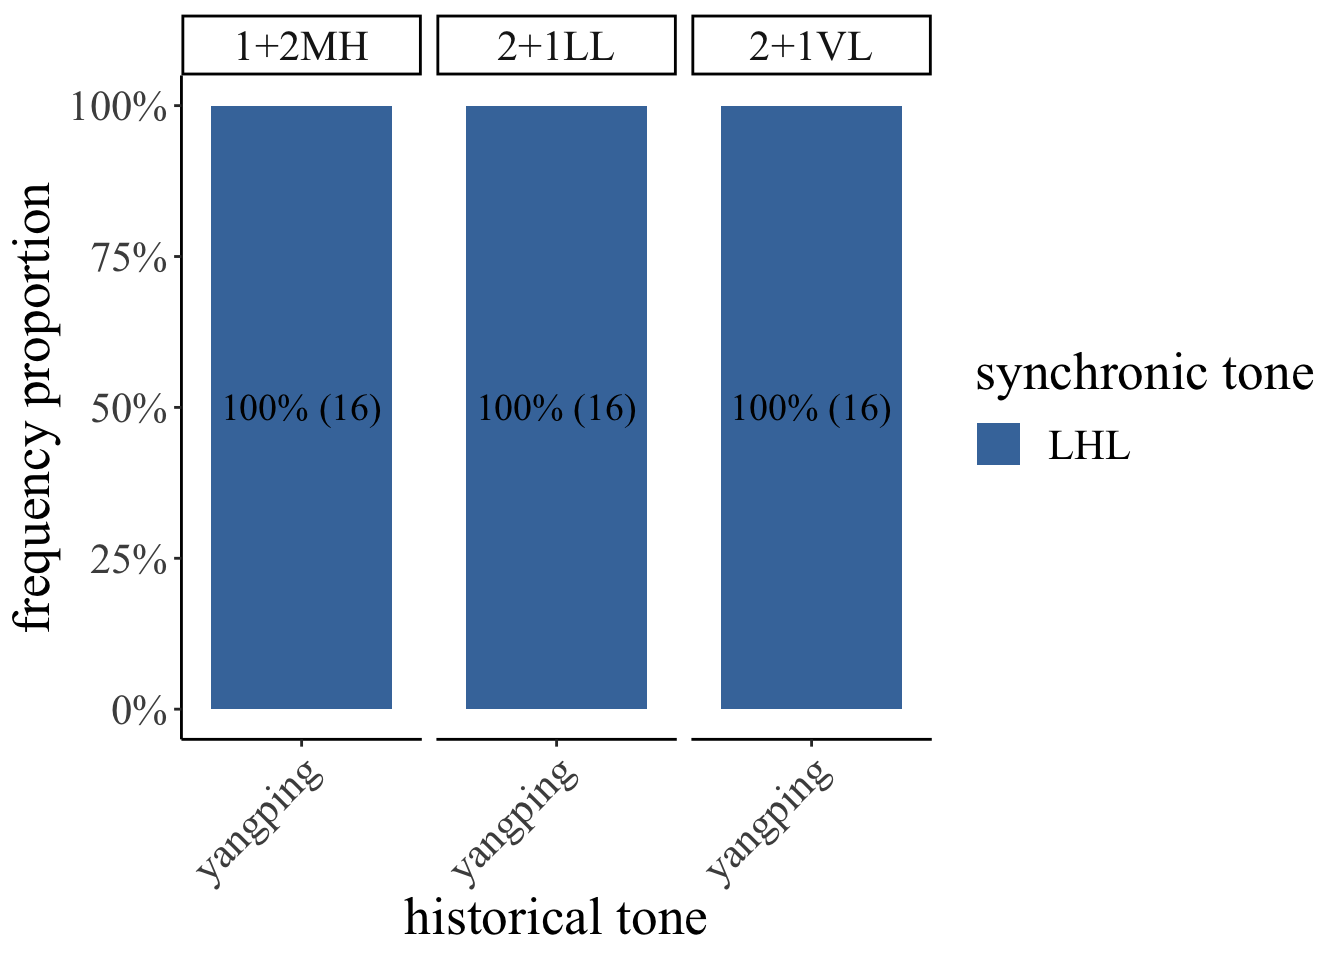 1+2MH
2+1LL
2+1VL
100%
75%
50%
25%
0%
frequency proportion
100% (16)
100% (16)
100% (16)
yangping
yangping
yangping
historical tone
synchronic tone
LHL